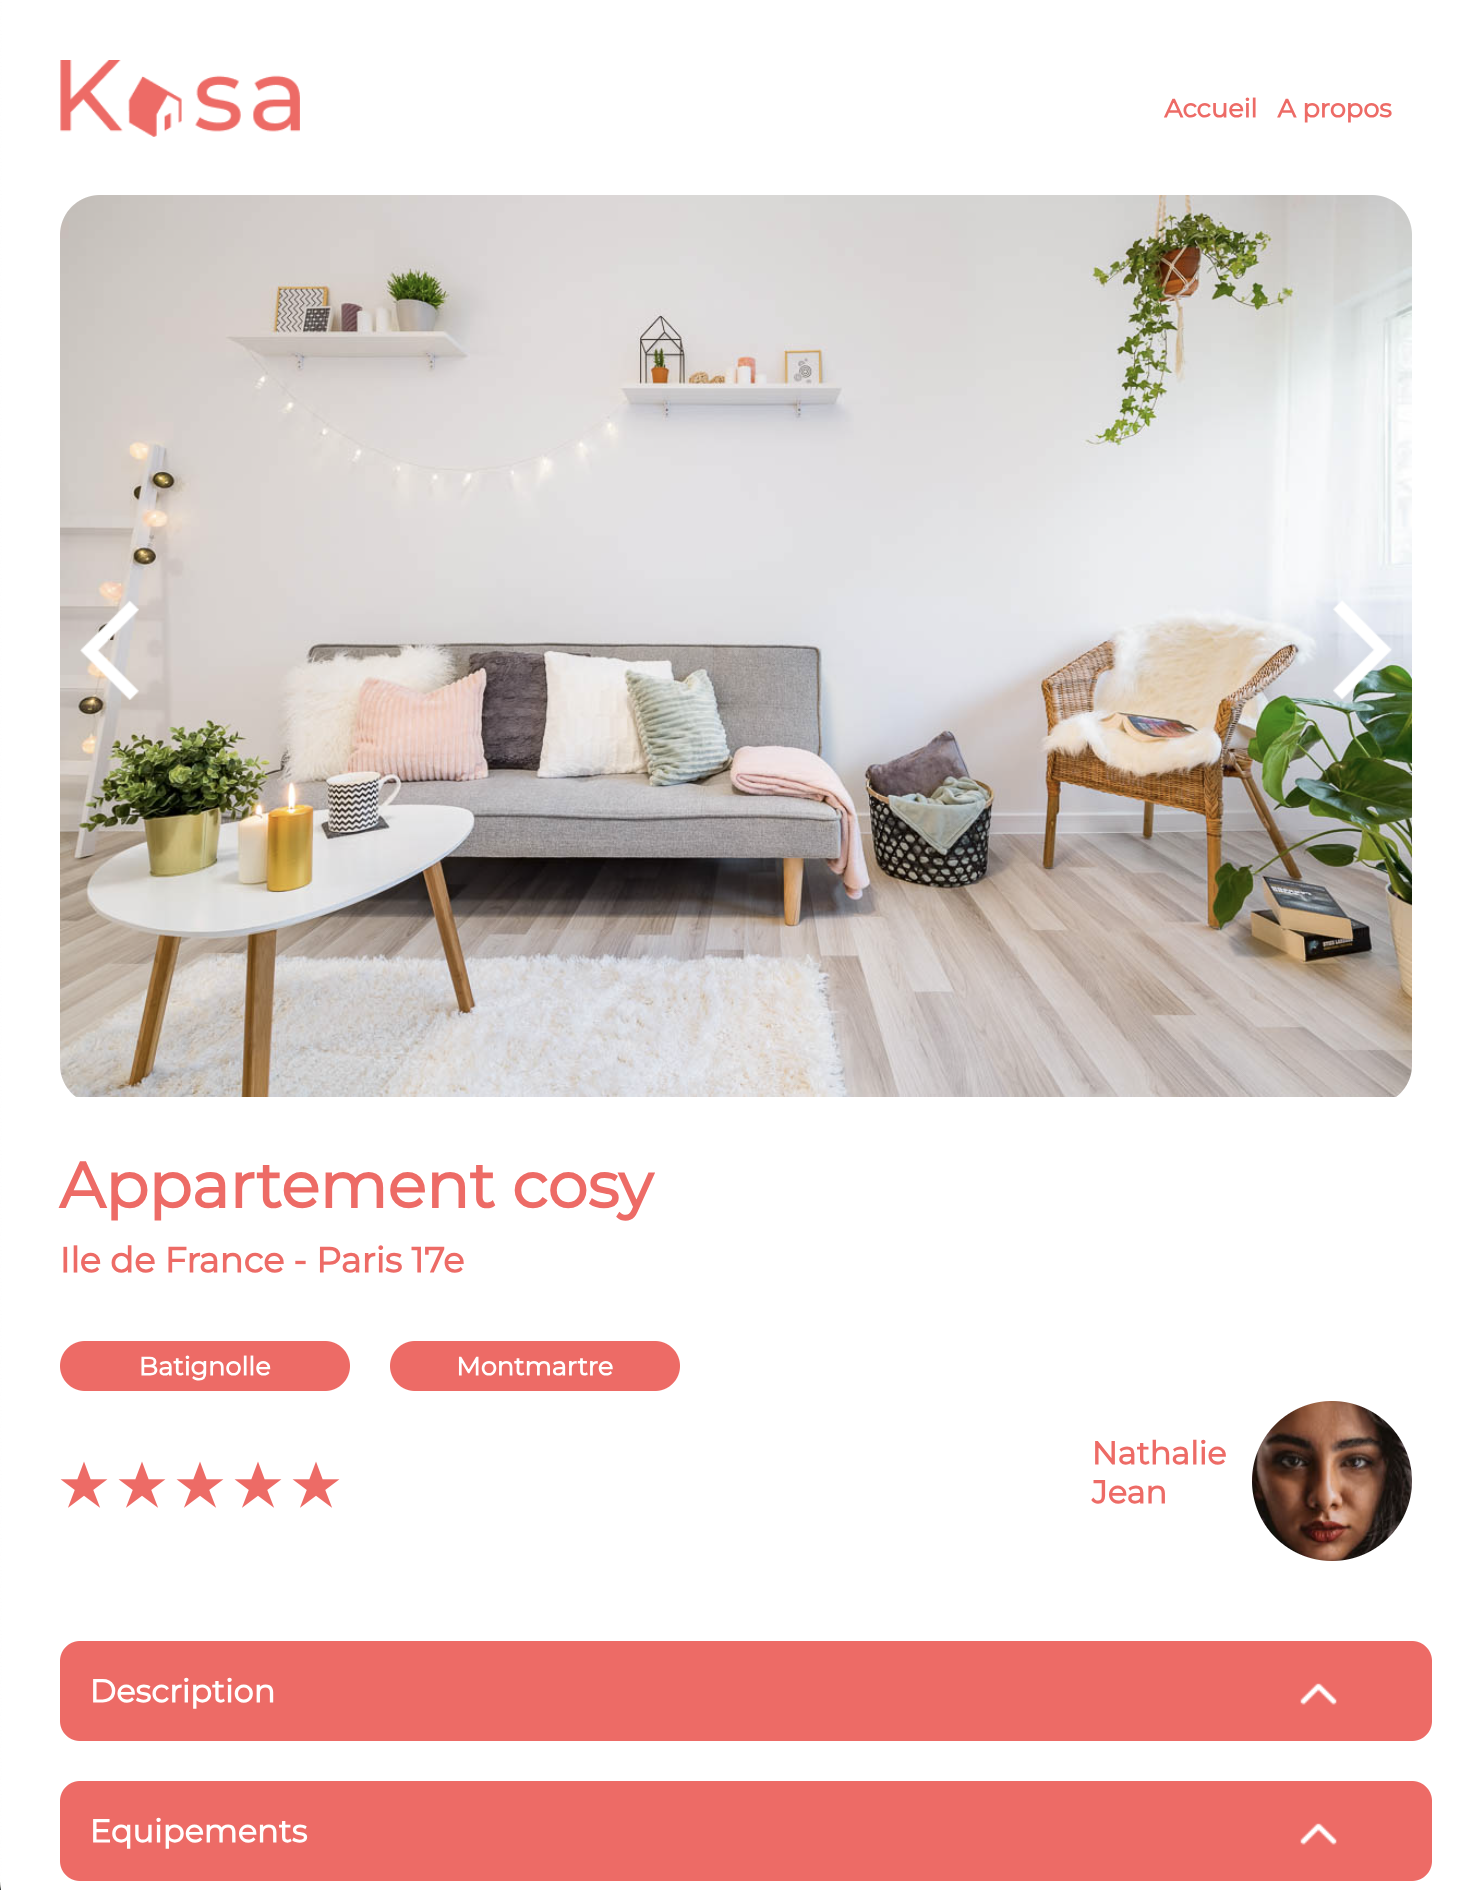 Kasa
Accueil A propos
Appartement cosy
Ile de France - Paris 17e
Batignolle Montmartre
Nathalie
Jean
Description
Equipements